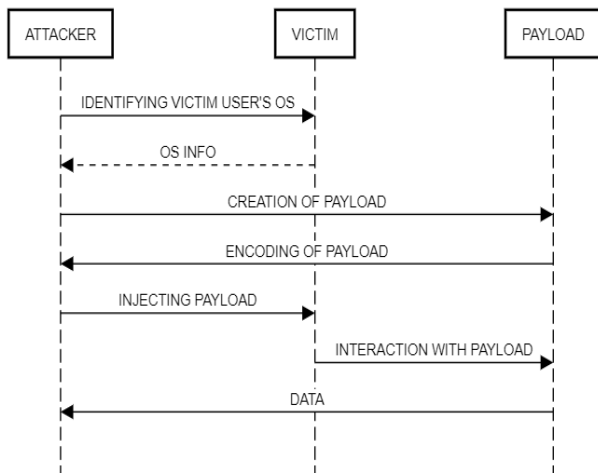 ATTACKER
VICTIM
PAYLOAD
IDENTIFYING VICTIM USER'S OS
OS INFO
CREATION OF PAYLOAD
ENCODING OF PAYLOAD
INJECTING PAYLOAD
INTERACTION WITH PAYLOAD
DATA